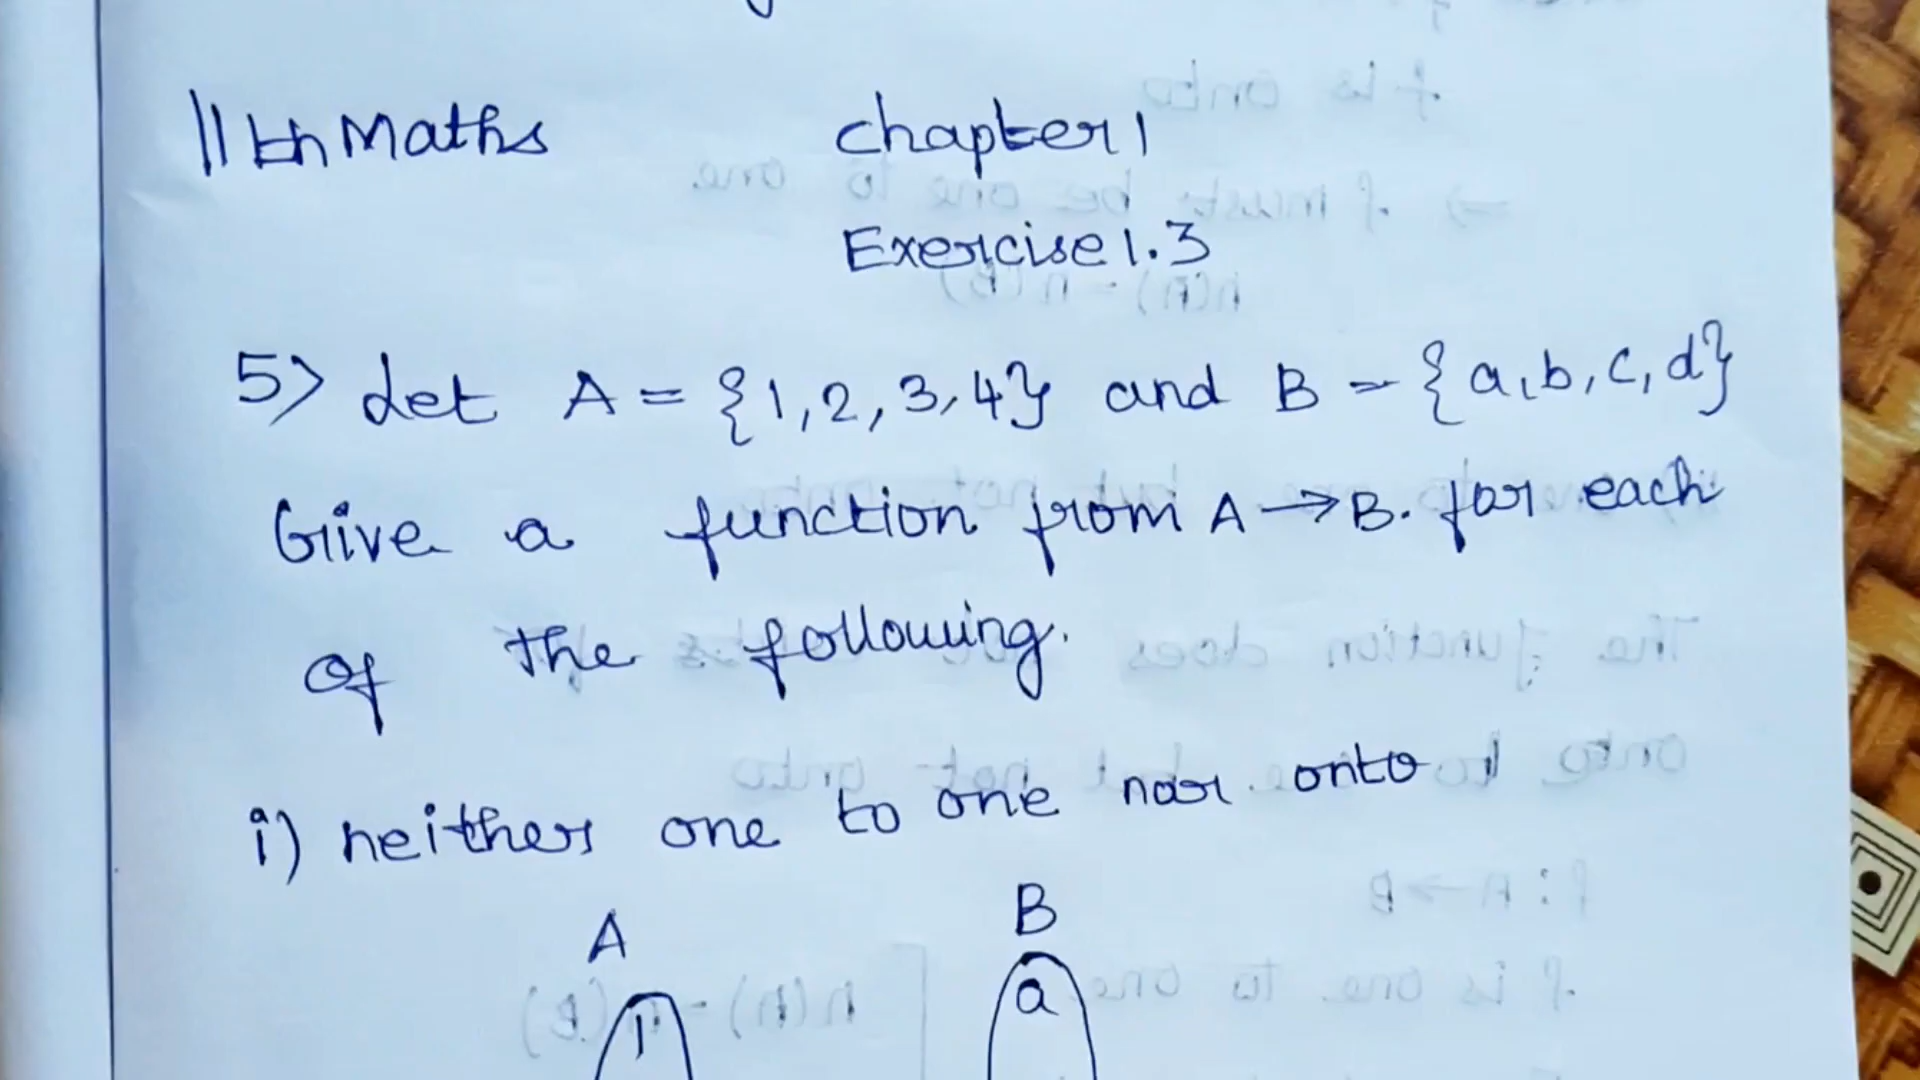 11th Maths chapter 1
Exercise 1.3
5) Let A = {1, 2, 3, 4} and B = {a, b, c, d}
Give a function from A → B. for each
of the following.
i) neither one to one nor onto
A B
1 a